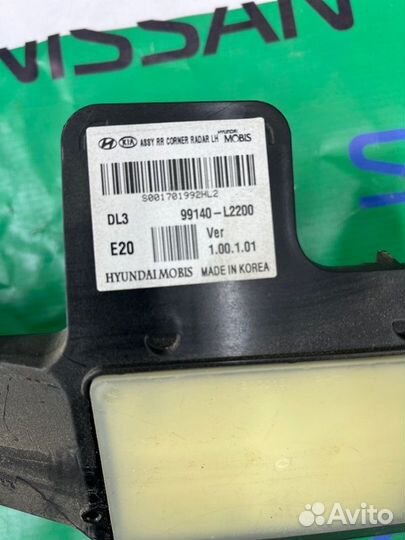 NISSAN
KIA ASSY RR CORNER RADAR LH HYUNDAI MOBIS
S001701992HL2
DL3 99140-L2200
E20 Ver 1.00.1.01
HYUNDAI MOBIS MADE IN KOREA
Avito